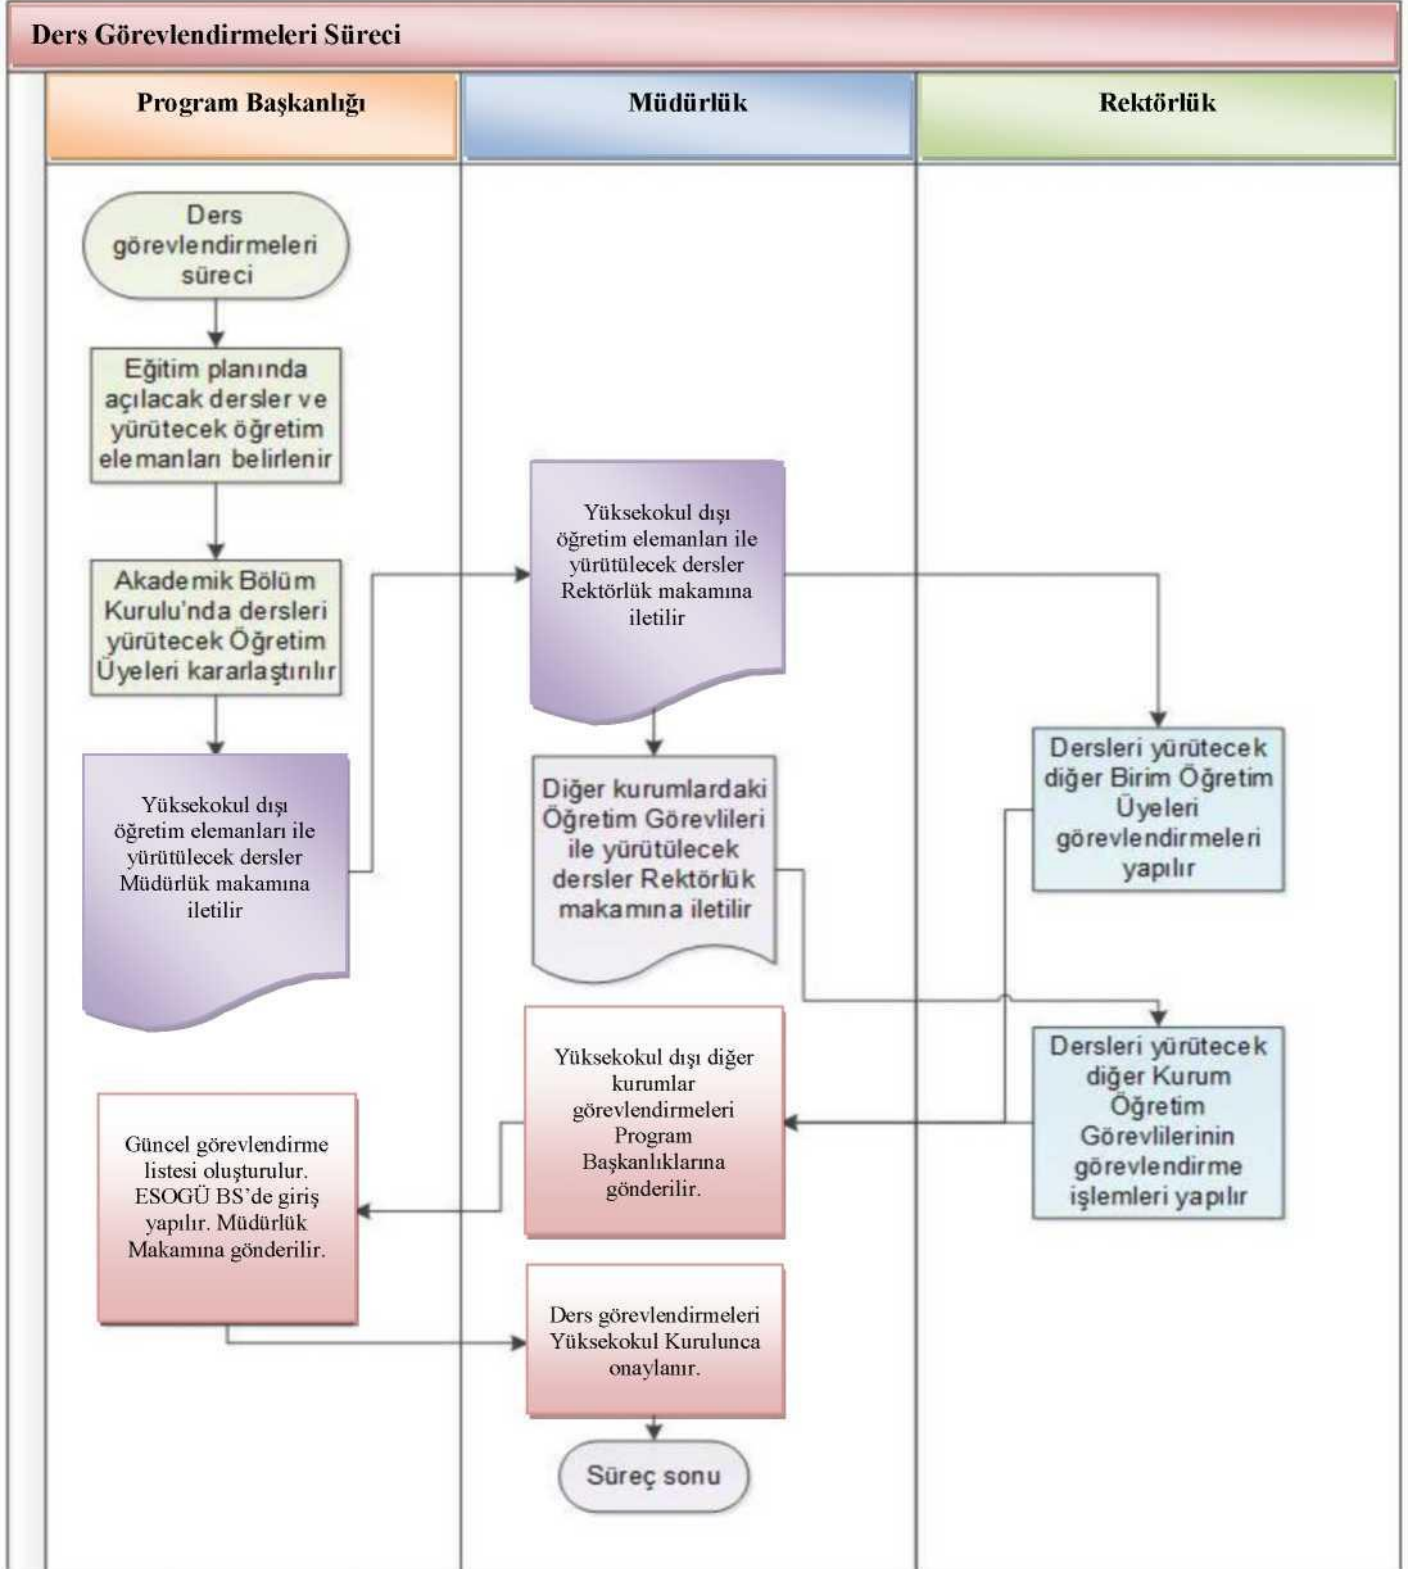 Ders Görevlendirmeleri Süreci
Program Başkanlığı
Müdürlük
Rektörlük
Ders
görevlendirmeleri
süreci
Eğitim planında
açılacak dersler ve
yürütecek öğretim
elemanları belirlenir
Akademik Bölüm
Kurulu'nda dersleri
yürütecek Öğretim
Üyeleri kararlaştırılır
Yüksekokul dışı
öğretim elemanları ile
yürütülecek dersler
Müdürlük makamına
iletilir
Yüksekokul dışı
öğretim elemanları ile
yürütülecek dersler
Rektörlük makamına
iletilir
Diğer kurumlardaki
Öğretim Görevlileri
ile yürütülecek
dersler Rektörlük
makamına iletilir
Dersleri yürütecek
diğer Birim Öğretim
Üyeleri
görevlendirmeleri
yapılır
Dersleri yürütecek
diğer Kurum
Öğretim
Görevlilerinin
görevlendirme
işlemleri yapılır
Yüksekokul dışı diğer
kurumlar
görevlendirmeleri
Program
Başkanlıklarına
gönderilir.
Güncel görevlendirme
listesi oluşturulur.
ESOGÜ BS'de giriş
yapılır. Müdürlük
Makamına gönderilir.
Ders görevlendirmeleri
Yüksekokul Kurulunca
onaylanır.
Süreç sonu